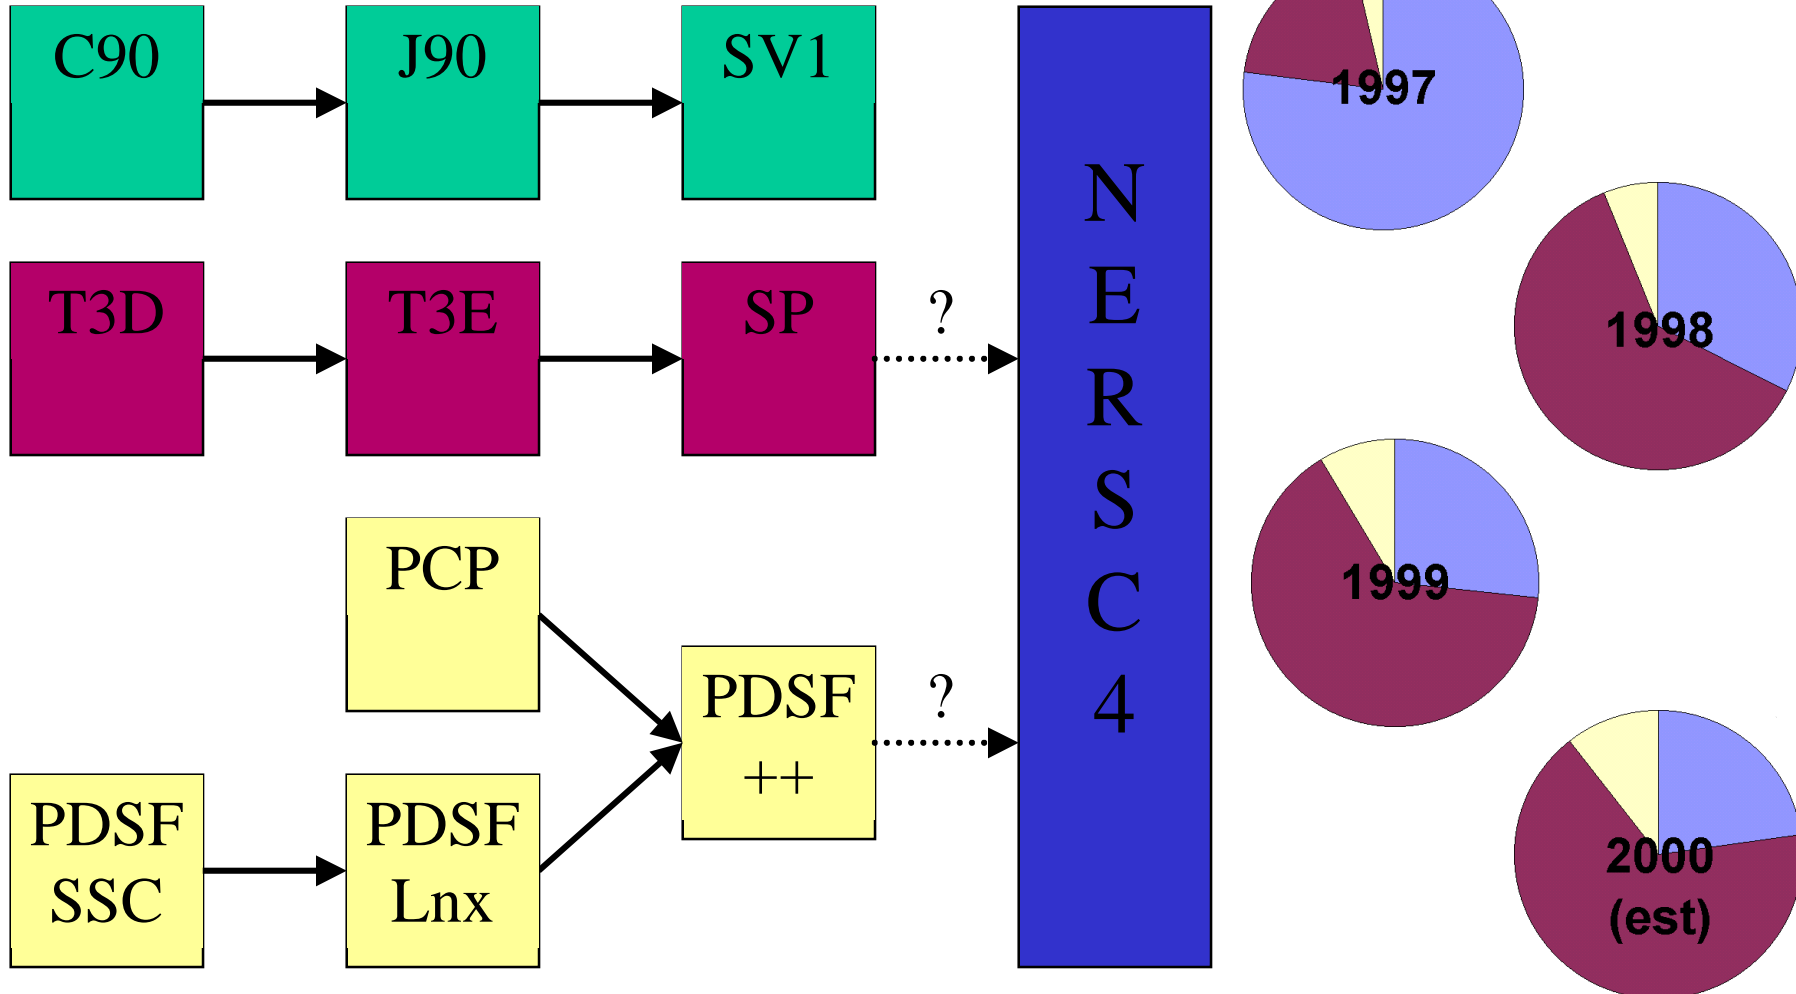 C90
J90
SV1
T3D
T3E
SP
?
PCP
PDSF
++
?
PDSF
SSC
PDSF
Lnx
N
E
R
S
C
4
1997
1998
1999
2000
(est)